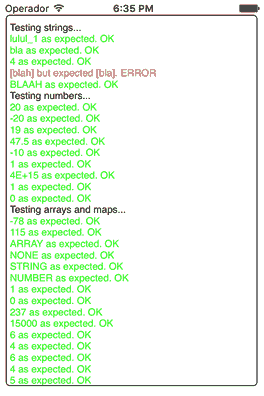 Operador 6:35 PM
Testing strings...
lulul_1 as expected. OK
bla as expected. OK
4 as expected. OK
[blah] but expected [bla]. ERROR
BLAAH as expected. OK
Testing numbers...
20 as expected. OK
-20 as expected. OK
19 as expected. OK
47.5 as expected. OK
-10 as expected. OK
1 as expected. OK
4E+15 as expected. OK
1 as expected. OK
0 as expected. OK
Testing arrays and maps...
-78 as expected. OK
115 as expected. OK
ARRAY as expected. OK
NONE as expected. OK
STRING as expected. OK
NUMBER as expected. OK
1 as expected. OK
0 as expected. OK
237 as expected. OK
15000 as expected. OK
6 as expected. OK
4 as expected. OK
6 as expected. OK
4 as expected. OK
5 as expected. OK